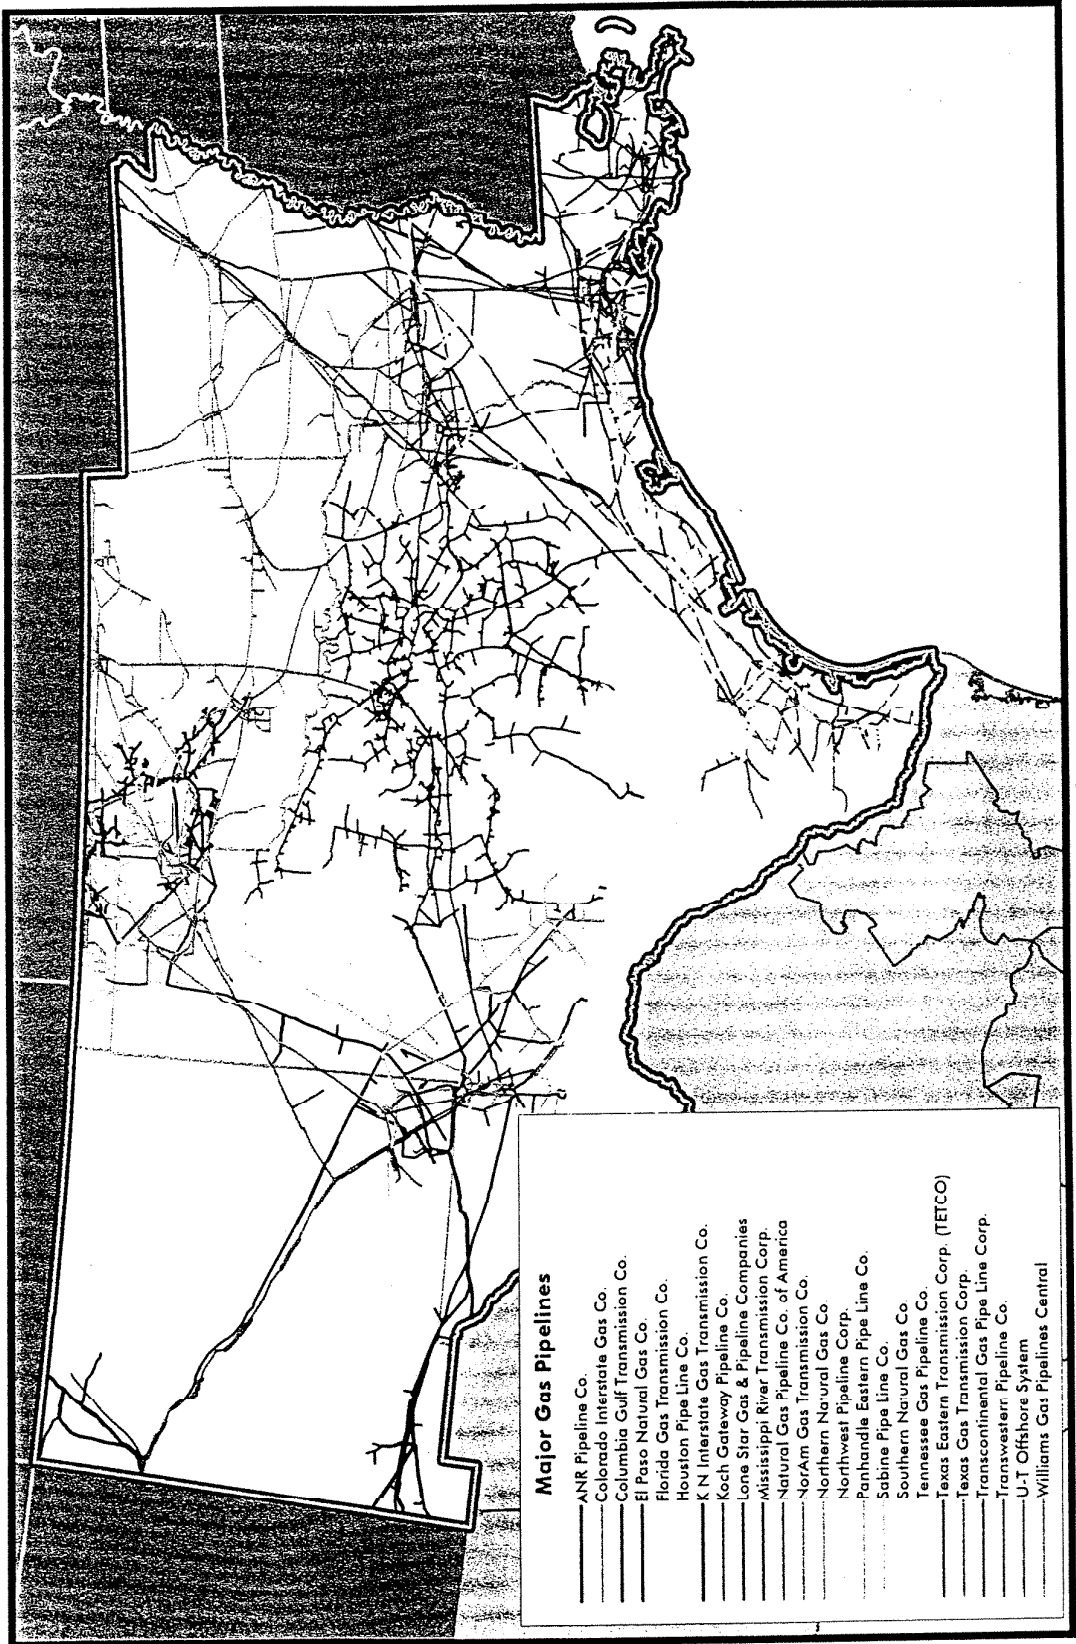 Major Gas Pipelines
ANR Pipeline Co.
Colorado Interstate Gas Co.
Columbia Gulf Transmission Co.
El Paso Natural Gas Co.
Florida Gas Transmission Co.
Houston Pipe Line Co.
K N Interstate Gas Transmission Co.
Koch Gateway Pipeline Co.
Lone Star Gas & Pipeline Companies
Mississippi River Transmission Corp.
Natural Gas Pipeline Co. of America
NorAm Gas Transmission Co.
Northern Natural Gas Co.
Northwest Pipeline Corp.
Panhandle Eastern Pipe Line Co.
Sabine Pipe Line Co.
Southern Natural Gas Co.
Tennessee Gas Pipeline Co.
Texas Eastern Transmission Corp. (TETCO)
Texas Gas Transmission Corp.
Transcontinental Gas Pipe Line Corp.
Transwestern Pipeline Co.
U-T Offshore System
Williams Gas Pipelines Central